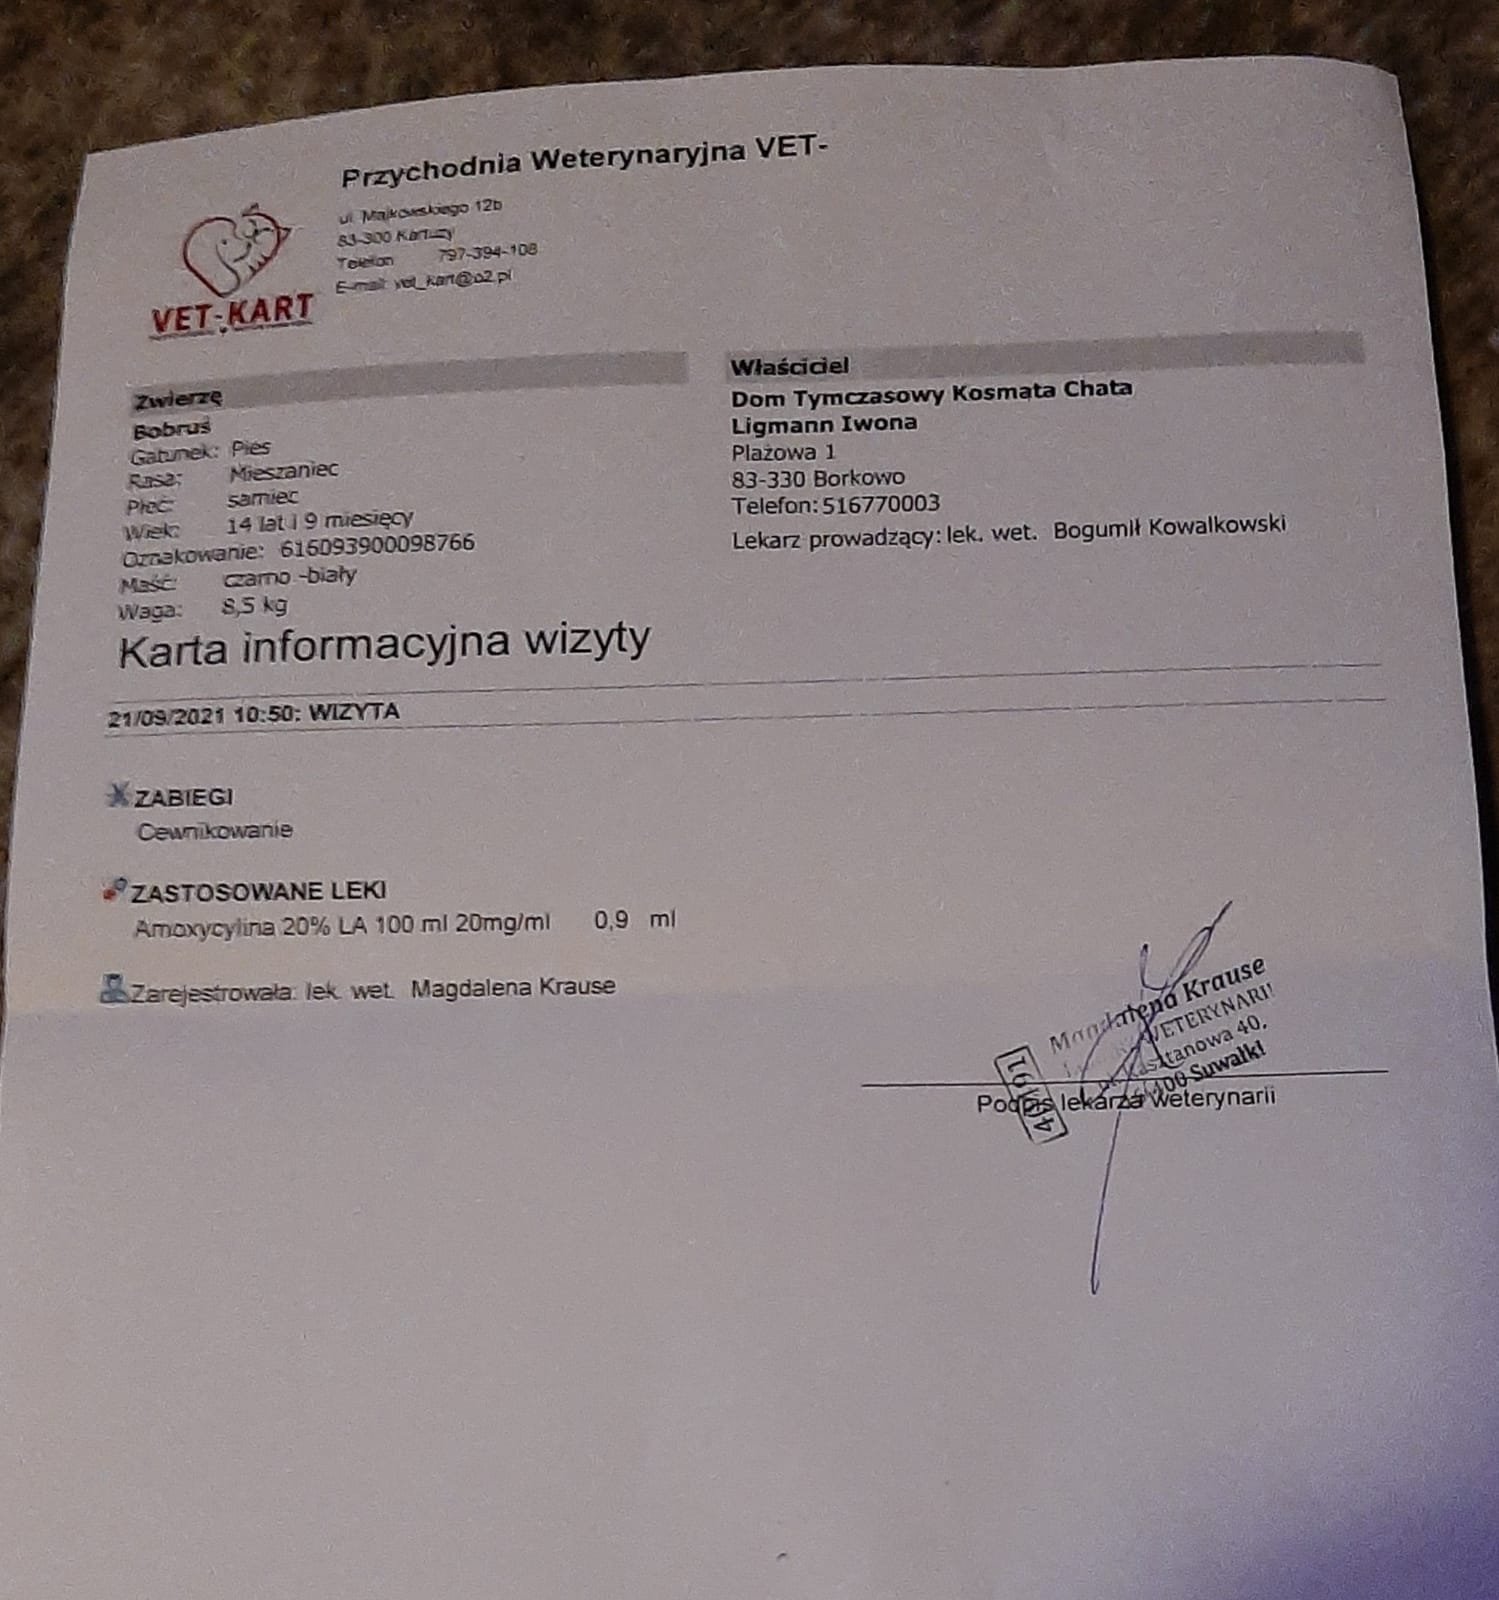 Przychodnia Weterynaryjna VET-
ul. Majkowskiego 12b
83-300 Kartuzy
Telefon 797-394-108
E-mail: vet_kart@o2.pl
VET-KART
Zwierzę
Bobruś
Gatunek: Pies
Rasa: Mieszaniec
Płeć: samiec
Wiek: 14 lat i 9 miesięcy
Oznakowanie: 616093900098766
Maść: czarno -biały
Waga: 8,5 kg
Właściciel
Dom Tymczasowy Kosmata Chata
Ligmann Iwona
Plażowa 1
83-330 Borkowo
Telefon: 516770003
Lekarz prowadzący: lek. wet. Bogumił Kowalkowski
Karta informacyjna wizyty
21/09/2021 10:50: WIZYTA
ZABIEGI
Cewnikowanie
ZASTOSOWANE LEKI
Amoxycylina 20% LA 100 ml 20mg/ml 0,9 ml
Zarejestrowała: lek. wet. Magdalena Krause
Magdalena Krause
WETERYNARII
40.
Suwałki
Podpis lekarza weterynarii